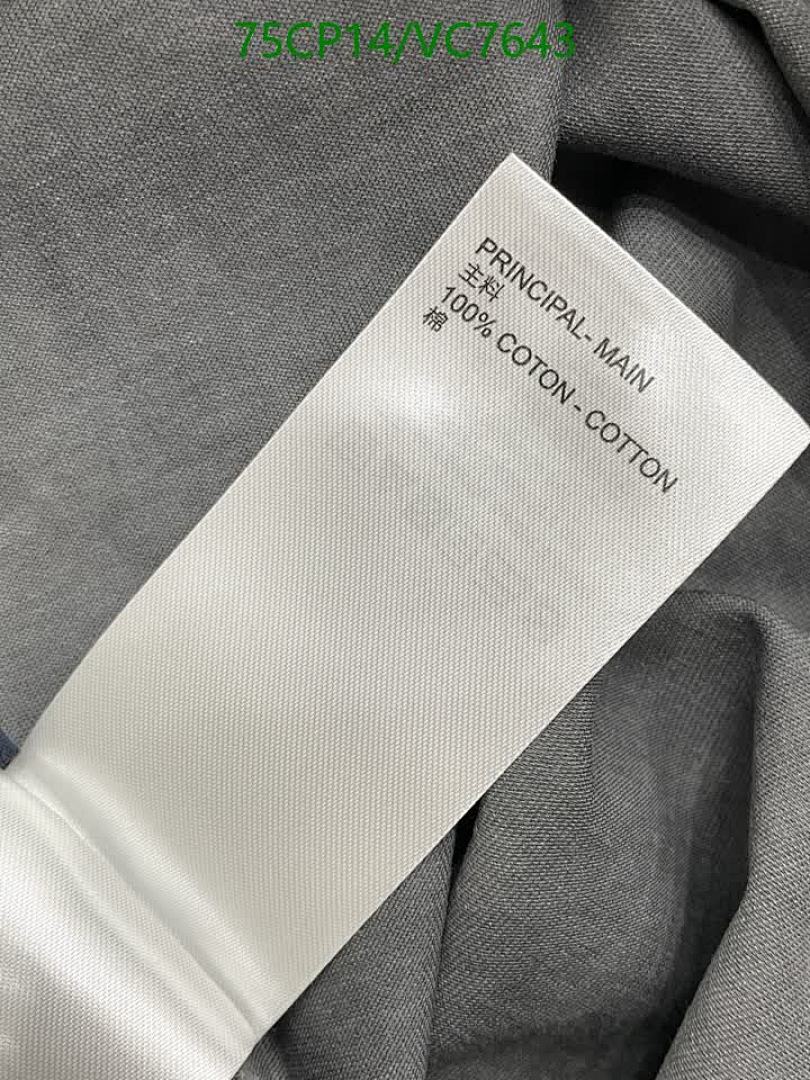 75CP14/VC7643
PRINCIPAL- MAIN
主料
100% COTON - COTTON
棉